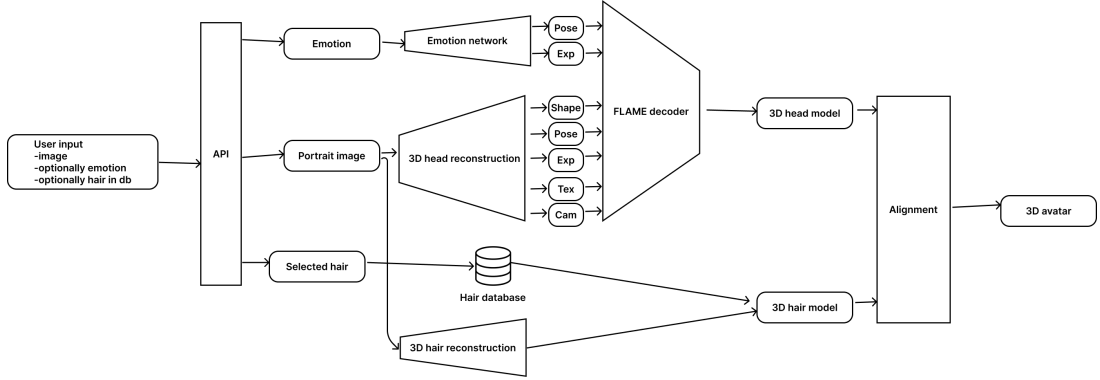 User input
-image
-optionally emotion
-optionally hair in db
API
Emotion
Emotion network
Pose
Exp
Portrait image
3D head reconstruction
Shape
Pose
Exp
Tex
Cam
FLAME decoder
3D head model
Selected hair
Hair database
3D hair reconstruction
3D hair model
Alignment
3D avatar